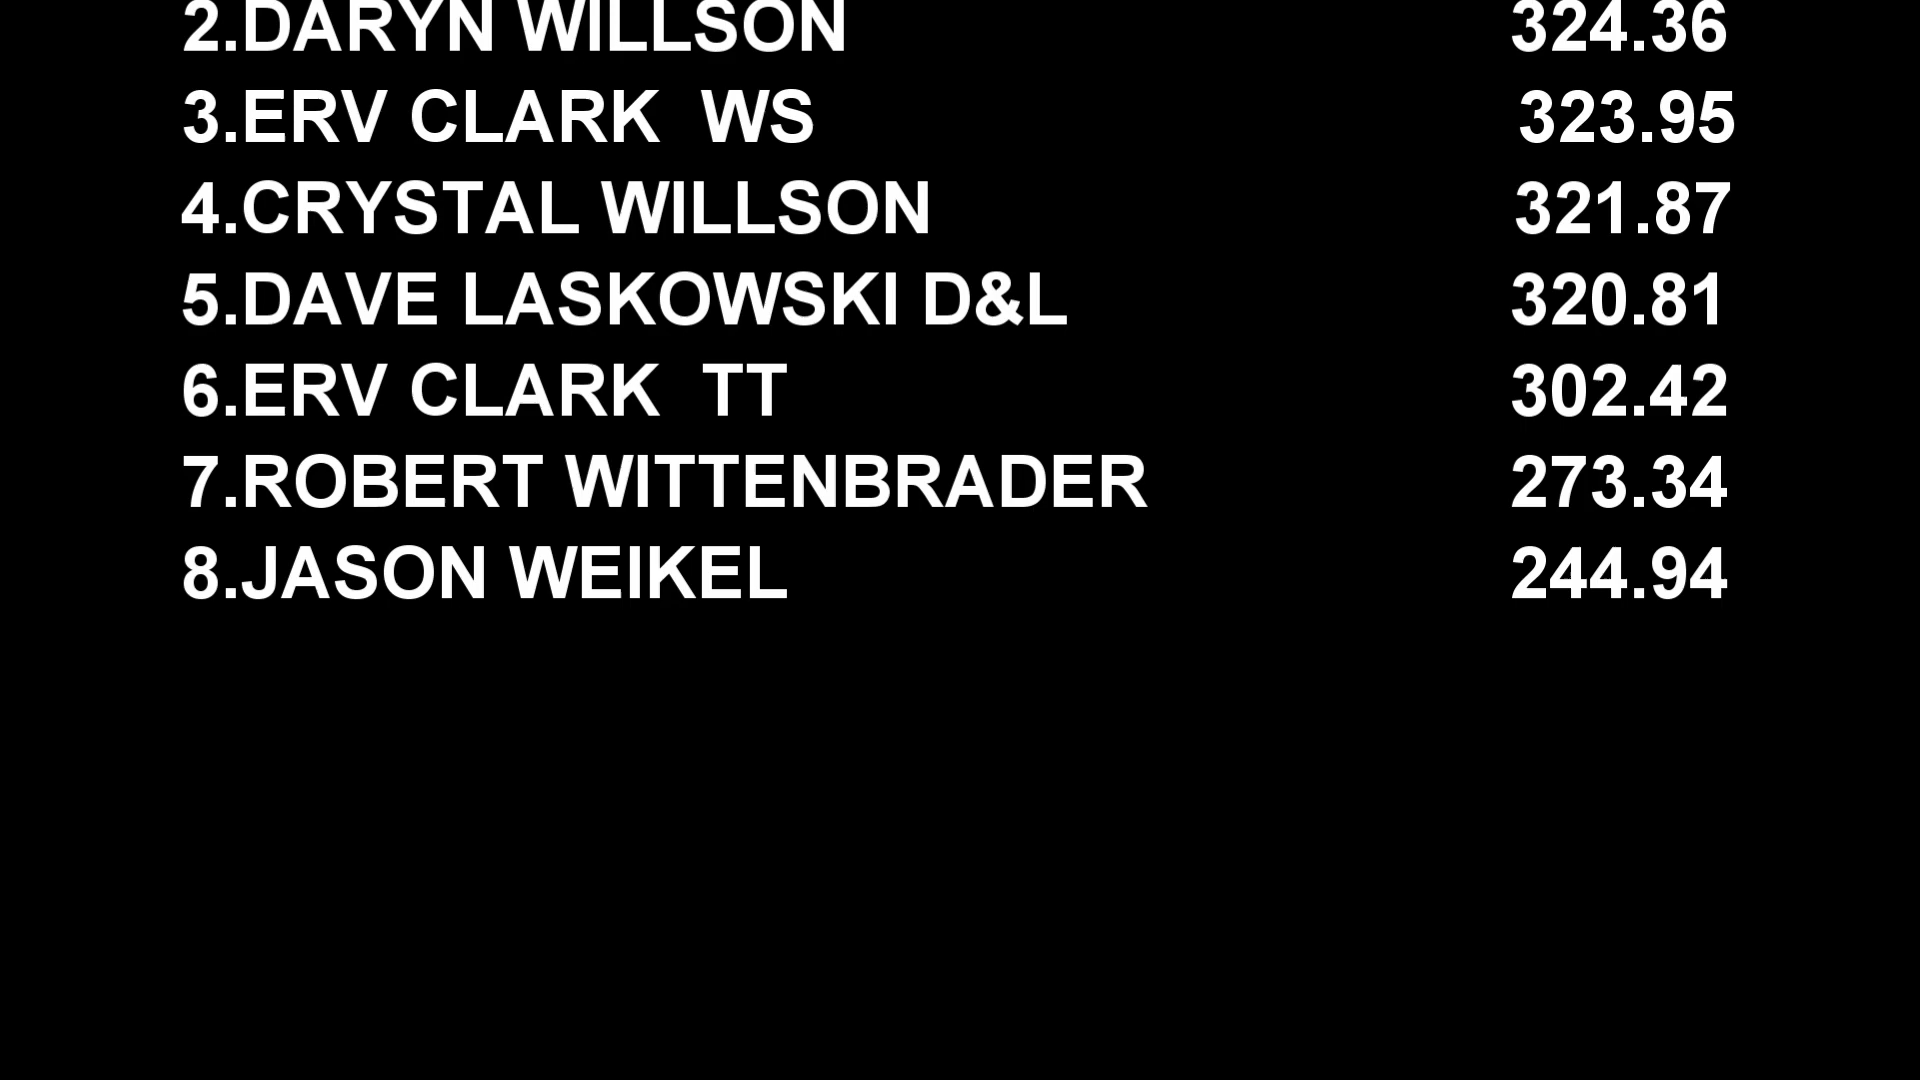 2.DARYN WILLSON 324.36
3.ERV CLARK  WS 323.95
4.CRYSTAL WILLSON 321.87
5.DAVE LASKOWSKI D&L 320.81
6.ERV CLARK  TT 302.42
7.ROBERT WITTENBRADER 273.34
8.JASON WEIKEL 244.94